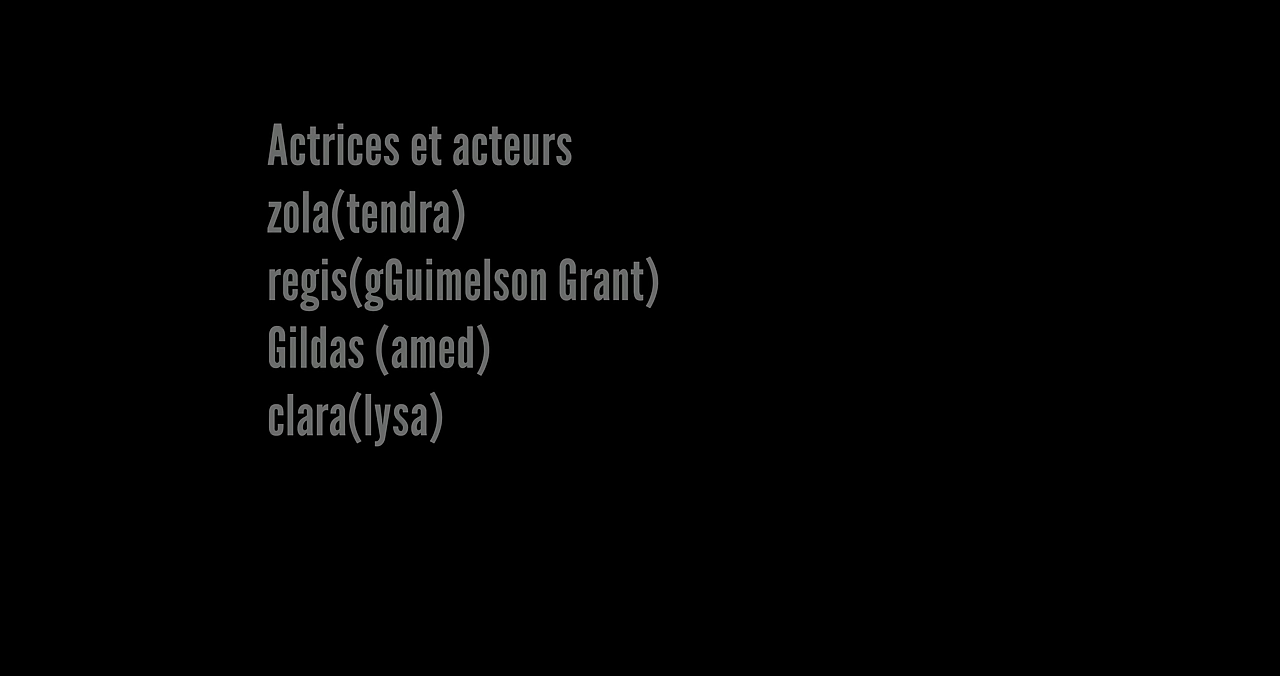 Actrices et acteurs
zola(tendra)
regis(gGuimelson Grant)
Gildas (amed)
clara(lysa)